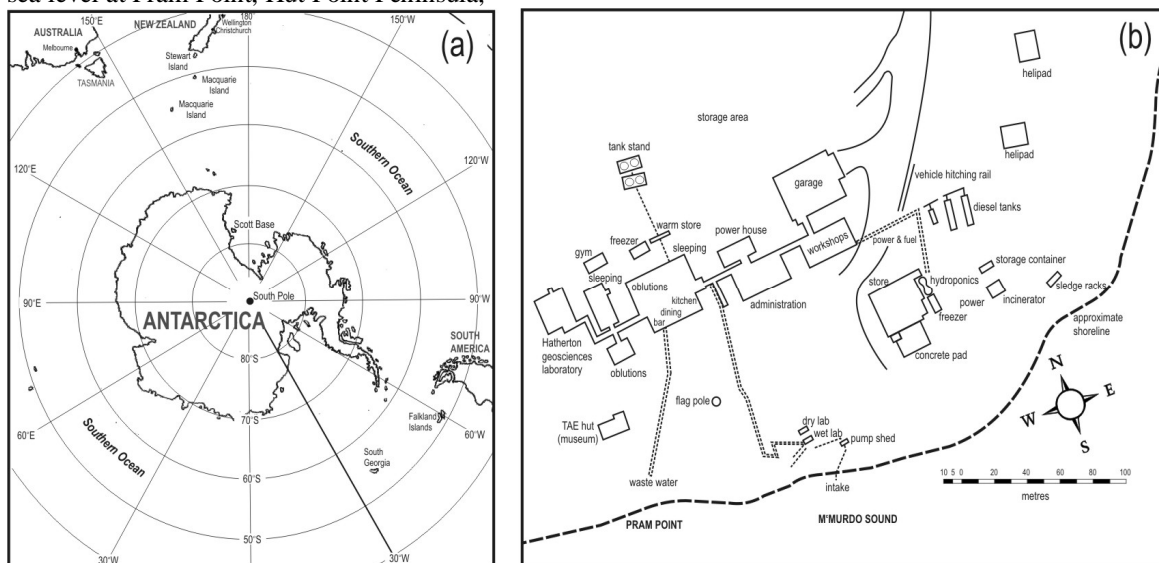 sea level at Pram Point, Hut Point Peninsula,
(a)
150°E
180°
150°W
AUSTRALIA
NEW ZEALAND
Wellington
Christchurch
Melbourne
Stewart
Island
TASMANIA
Macquarie
Island
Macquarie
Island
120°E
120°W
Southern Ocean
Scott Base
South Pole
90°E
90°W
ANTARCTICA
SOUTH
AMERICA
80°S
70°S
Falkland
Islands
60°E
60°W
Southern Ocean
South
Georgia
60°S
50°S
30°W
30°W
(b)
helipad
storage area
tank stand
helipad
garage
vehicle hitching rail
diesel tanks
warm store
power house
freezer
sleeping
workshops
power & fuel
gym
sleeping
oblutions
storage container
store
hydroponics
sledge racks
kitchen
administration
power
incinerator
dining
freezer
bar
approximate
shoreline
Hatherton
geosciences
laboratory
oblutions
concrete pad
N
E
W
S
flag pole
TAE hut
(museum)
dry lab
wet lab
pump shed
waste water
intake
10 5 0 20 40 60 80 100
metres
PRAM POINT
M'MURDO SOUND